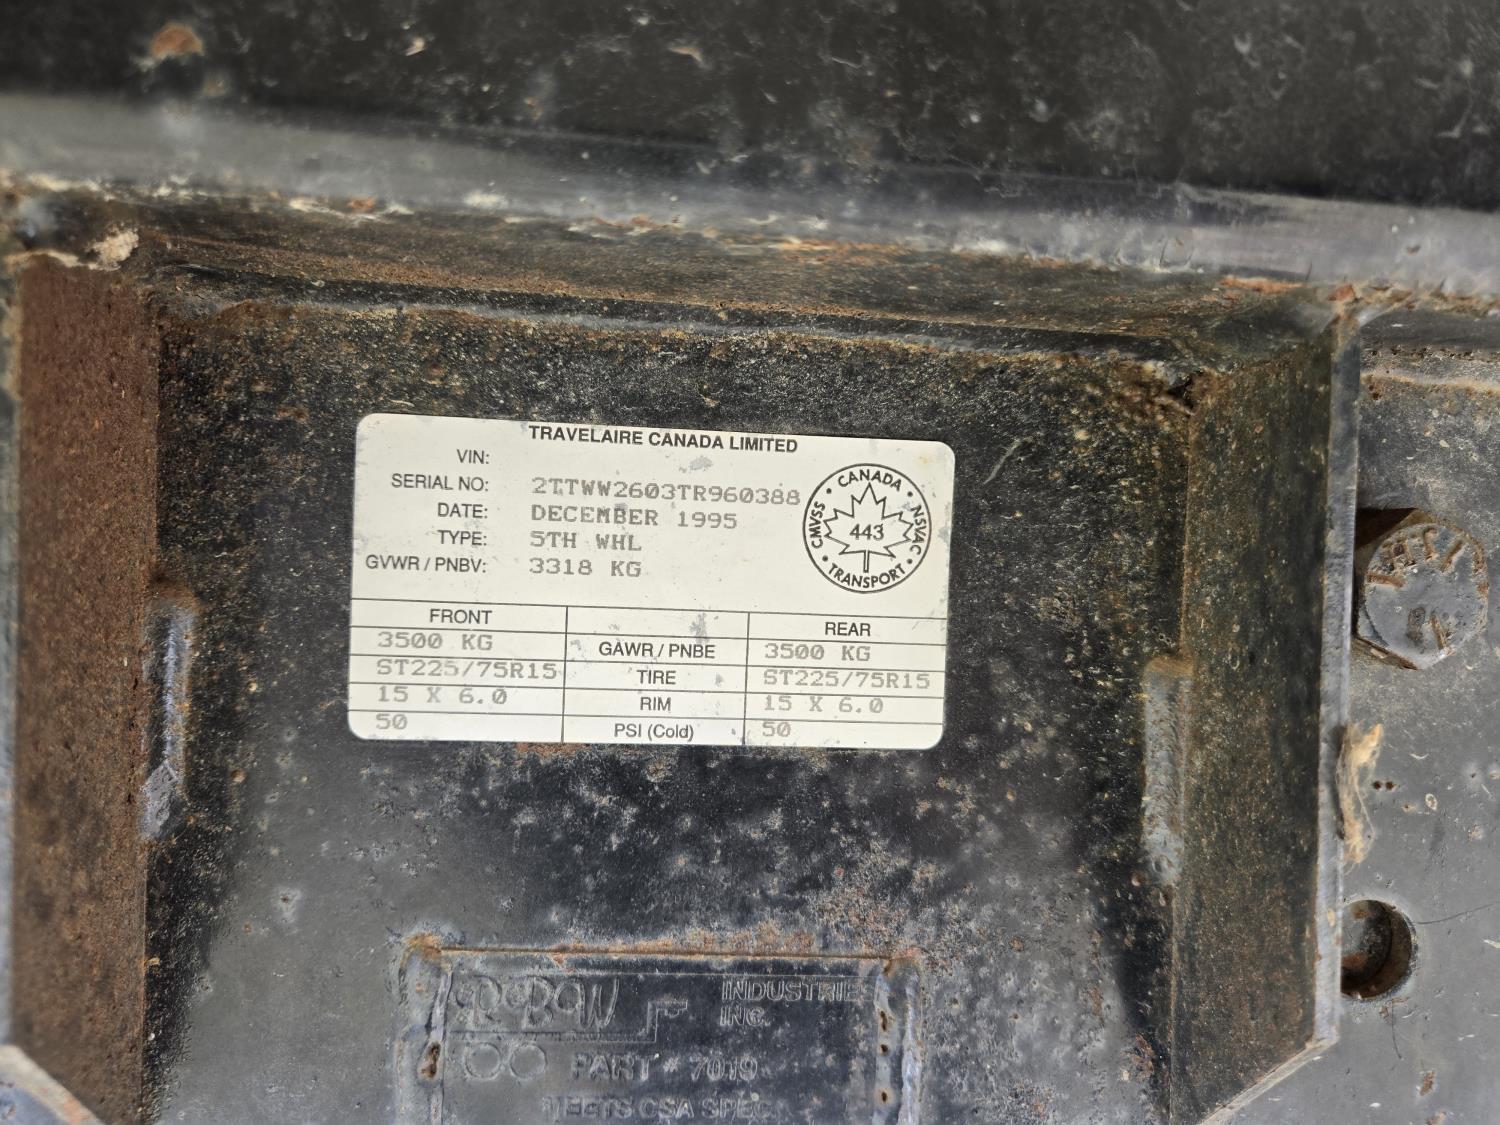 TRAVELAIRE CANADA LIMITED
VIN:
SERIAL NO: 2TTWW2603TR960388
DATE: DECEMBER 1995
TYPE: 5TH WHL
GVWR / PNBV: 3318 KG
CANADA • NSVAC • TRANSPORT • CMVSS •
443
FRONT REAR
3500 KG GAWR / PNBE 3500 KG
ST225/75R15 TIRE ST225/75R15
15 X 6.0 RIM 15 X 6.0
50 PSI (Cold) 50
INDUSTRIES
INC.
PART # 7019
MEETS CSA SPEC.